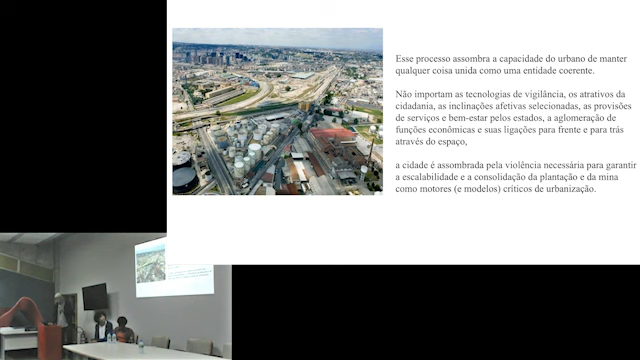 Esse processo assombra a capacidade do urbano de manter
qualquer coisa unida como uma entidade coerente.
Não importam as tecnologias de vigilância, os atrativos da
cidadania, as inclinações afetivas selecionadas, as provisões
de serviços e bem-estar pelos estados, a aglomeração de
funções econômicas e suas ligações para frente e para trás
através do espaço,
a cidade é assombrada pela violência necessária para garantir
a escalabilidade e a consolidação da plantação e da mina
como motores (e modelos) críticos de urbanização.